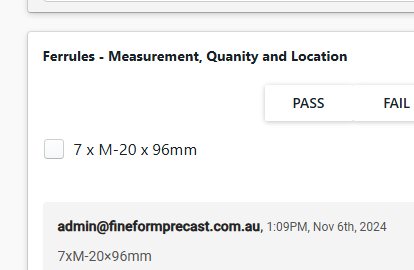 Ferrules - Measurement, Quanity and Location
PASS
FAIL
7 x M-20 x 96mm
admin@fineformprecast.com.au, 1:09PM, Nov 6th, 2024
7xM-20×96mm